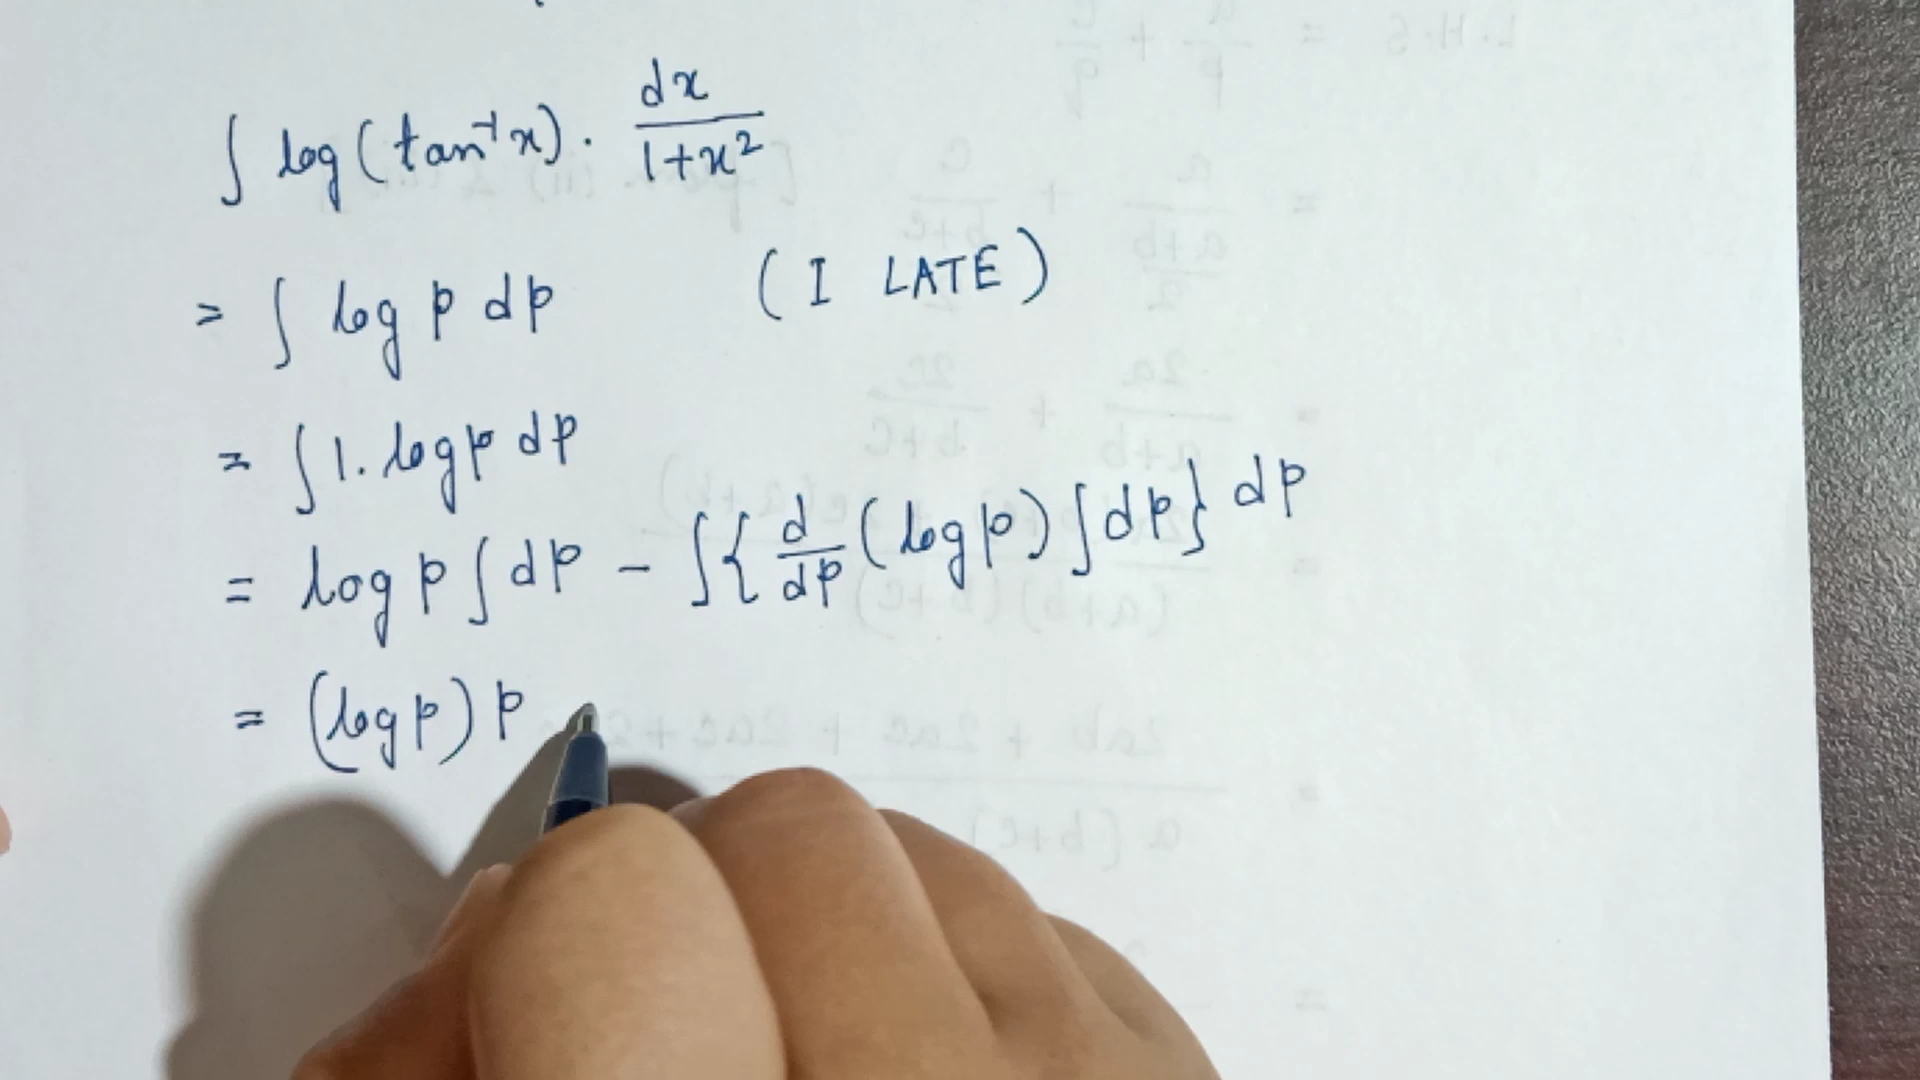 ∫ log(tan⁻¹x) · dx/(1+x²)
= ∫ log p dp (I LATE)
= ∫ 1. log p dp
= log p ∫ dp - ∫{ d/dp (log p) ∫ dp} dp
= (log p) p